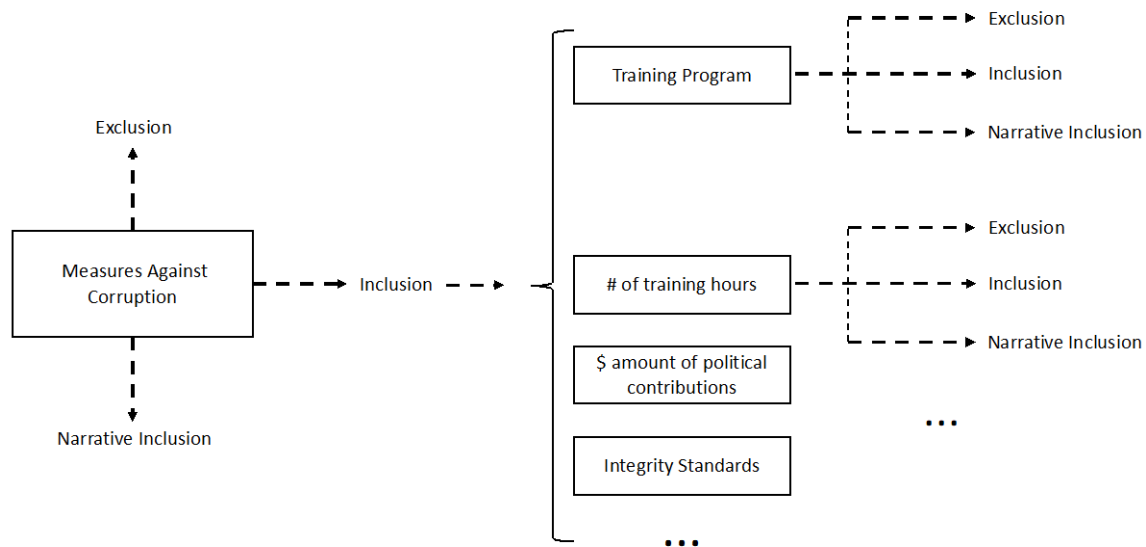 Exclusion
Training Program
Inclusion
Narrative Inclusion
Exclusion
Measures Against
Corruption
Inclusion
Narrative Inclusion
# of training hours
Exclusion
Inclusion
Narrative Inclusion
$ amount of political
contributions
...
Integrity Standards
...